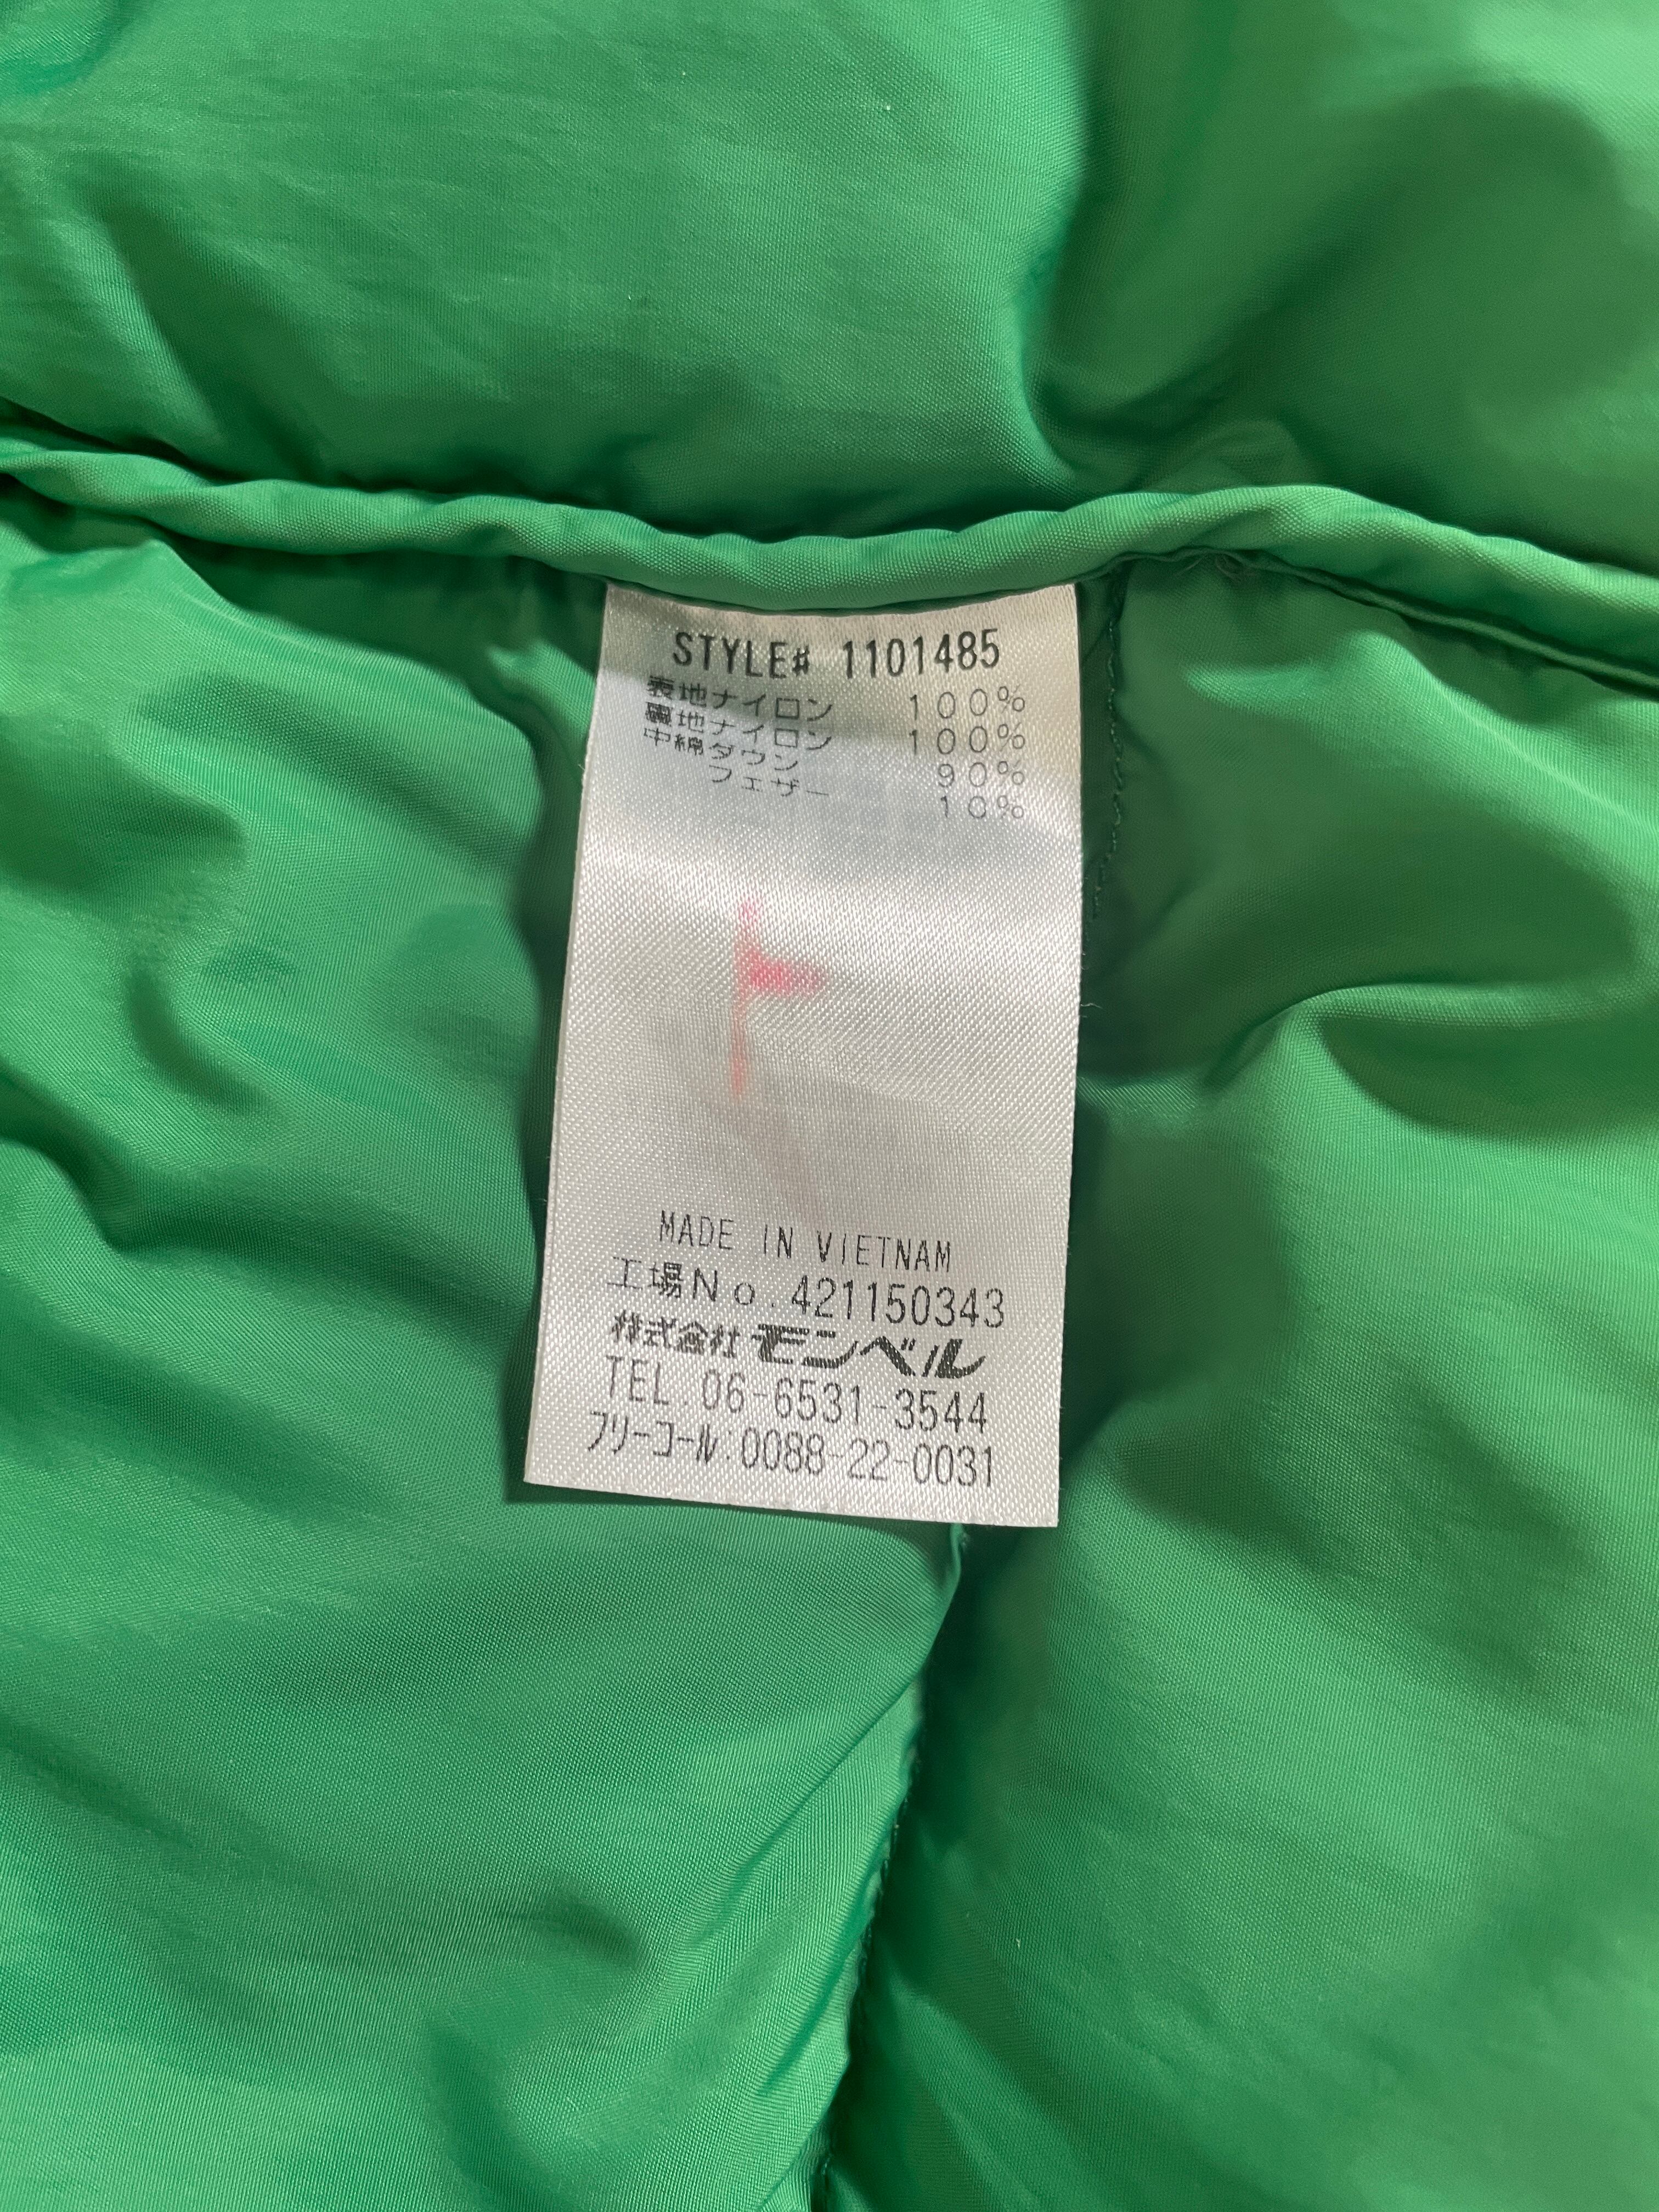 STYLE# 1101485
表地ナイロン 100%
裏地ナイロン 100%
中綿ダウン 90%
フェザー 10%
MADE IN VIETNAM
工場No.421150343
株式会社モンベル
TEL.06-6531-3544
フリーコール:0088-22-0031